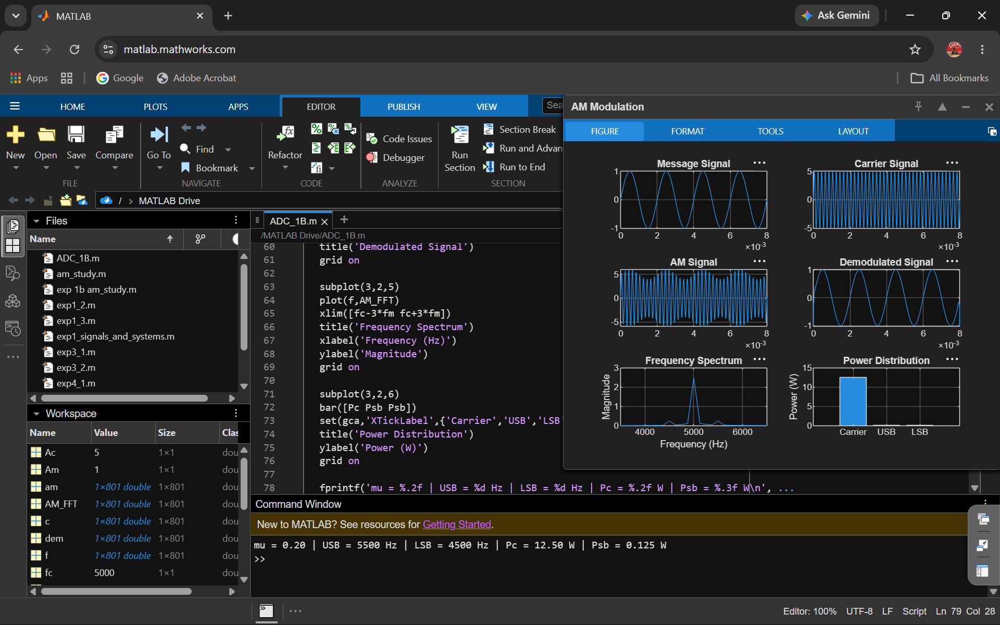 MATLAB
Ask Gemini
matlab.mathworks.com
Apps
Google
Adobe Acrobat
All Bookmarks
HOME
PLOTS
APPS
EDITOR
PUBLISH
VIEW
Sea
New
Open
Save
Compare
FILE
Go To
Find
Bookmark
NAVIGATE
Refactor
CODE
Code Issues
Debugger
ANALYZE
Run
Section
Section Break
Run and Advan
Run to End
SECTION
/ > MATLAB Drive
Files
Name
ADC_1B.m
am_study.m
exp 1b am_study.m
exp1_2.m
exp1_3.m
exp1_signals_and_systems.m
exp3_1.m
exp3_2.m
exp4_1.m
Workspace
Name Value Size Clas
Ac 5 1×1 dou
Am 1 1×1 dou
am 1×801 double 1×801 dou
AM_FFT 1×801 double 1×801 dou
c 1×801 double 1×801 dou
dem 1×801 double 1×801 dou
f 1×801 double 1×801 dou
fc 5000 1×1 dou
ADC_1B.m
/MATLAB Drive/ADC_1B.m
60 title('Demodulated Signal')
61 grid on
62
63 subplot(3,2,5)
64 plot(f,AM_FFT)
65 xlim([fc-3*fm fc+3*fm])
66 title('Frequency Spectrum')
67 xlabel('Frequency (Hz)')
68 ylabel('Magnitude')
69 grid on
70
71 subplot(3,2,6)
72 bar([Pc Psb Psb])
73 set(gca,'XTickLabel',{'Carrier','USB','LSB'
74 title('Power Distribution')
75 ylabel('Power (W)')
76 grid on
77
78 fprintf('mu = %.2f | USB = %d Hz | LSB = %d Hz | Pc = %.2f W | Psb = %.3f W\n', ...
AM Modulation
FIGURE
FORMAT
TOOLS
LAYOUT
Message Signal
1
0
-1
0 2 4 6 8
×10-3
Carrier Signal
5
0
-5
0 2 4 6 8
×10-3
AM Signal
5
0
-5
0 2 4 6 8
×10-3
Demodulated Signal
1
0
-1
0 2 4 6 8
×10-3
Frequency Spectrum
Magnitude
3
2
1
0
4000 5000 6000
Frequency (Hz)
Power Distribution
Power (W)
15
10
5
0
Carrier USB LSB
Command Window
New to MATLAB? See resources for Getting Started.
mu = 0.20 | USB = 5500 Hz | LSB = 4500 Hz | Pc = 12.50 W | Psb = 0.125 W
>>
Editor: 100% UTF-8 LF Script Ln 79 Col 28